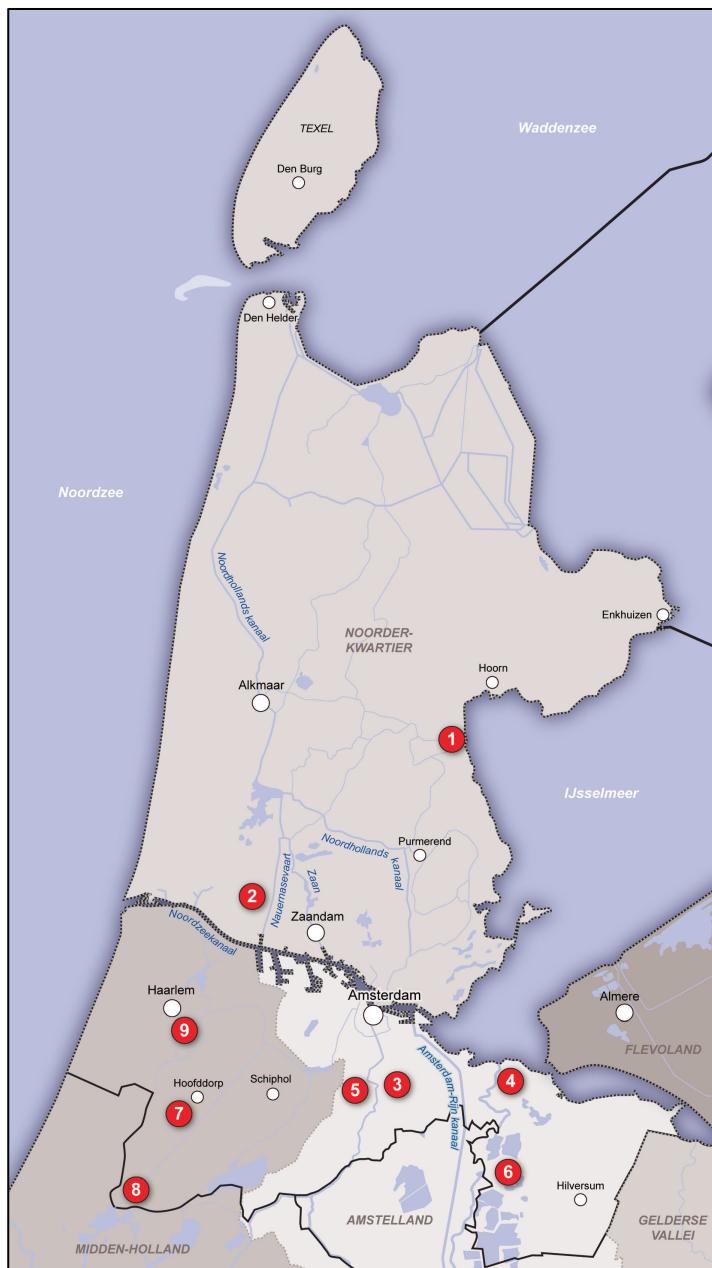 TEXEL
Waddenzee
Den Burg
Den Helder
Noordzee
Noordhollands kanaal
Enkhuizen
NOORDER-
KWARTIER
Hoorn
Alkmaar
1
IJsselmeer
Purmerend
Noordhollands
kanaal
Nauernasevaart
Zaan
2
Noordzeekanaal
Zaandam
Haarlem
Amsterdam
Almere
9
FLEVOLAND
Amsterdam-Rijn kanaal
Hoofddorp
Schiphol
5
3
4
7
6
8
Hilversum
AMSTELLAND
GELDERSE
VALLEI
MIDDEN-HOLLAND